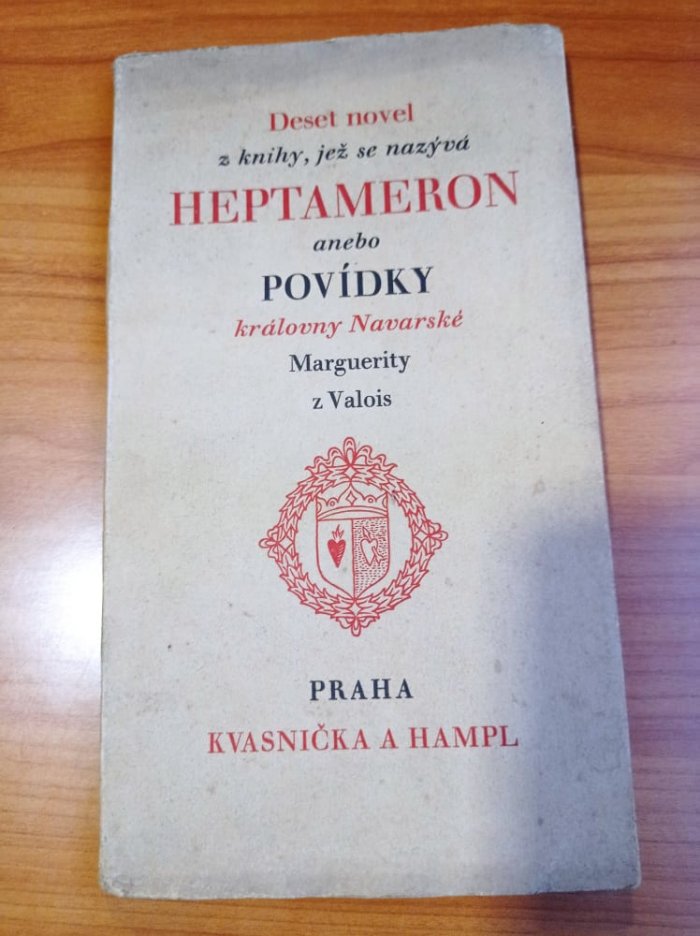 Deset novel
z knihy, jež se nazývá
HEPTAMERON
anebo
POVÍDKY
královny Navarské
Marguerity
z Valois
PRAHA
KVASNIČKA A HAMPL